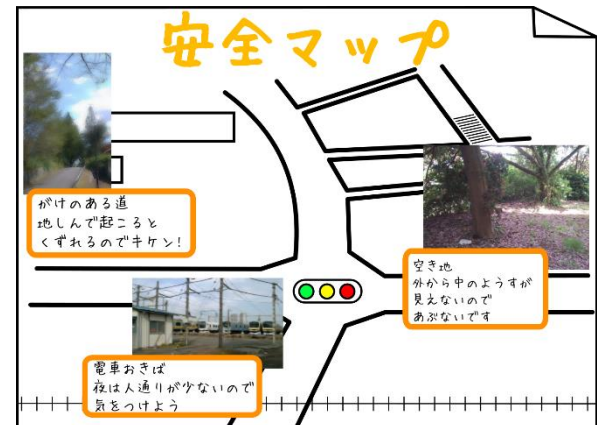 安全マップ
がけのある道
地しんで起こると
くずれるのでキケン!
空き地
外から中のようすが
見えないので
あぶないです
電車おきば
夜は人通りが少ないので
気をつけよう